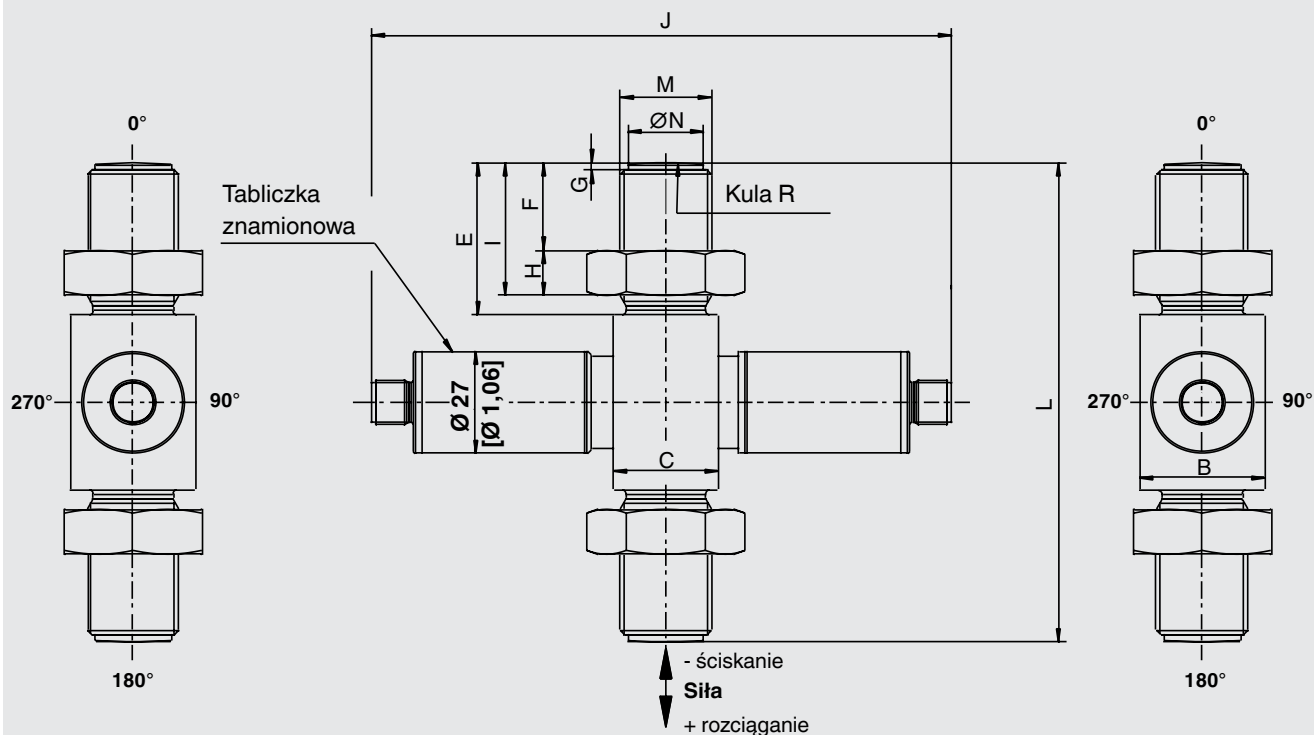 J
M
ØN
0°
0°
G
Tabliczka
znamionowa
F
Kula R
E
I
H
Ø 27
[Ø 1,06]
L
270°
90°
270°
90°
C
B
180°
- ściskanie
Siła
+ rozciąganie
180°